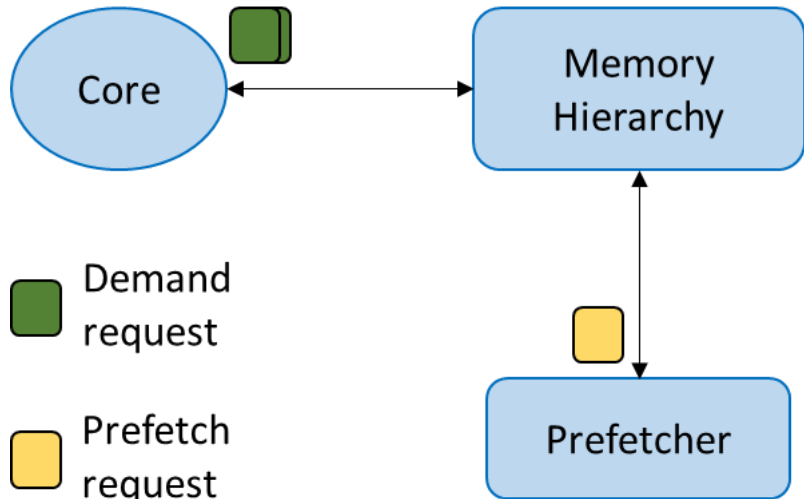 Core
Memory
Hierarchy
Demand
request
Prefetch
request
Prefetcher